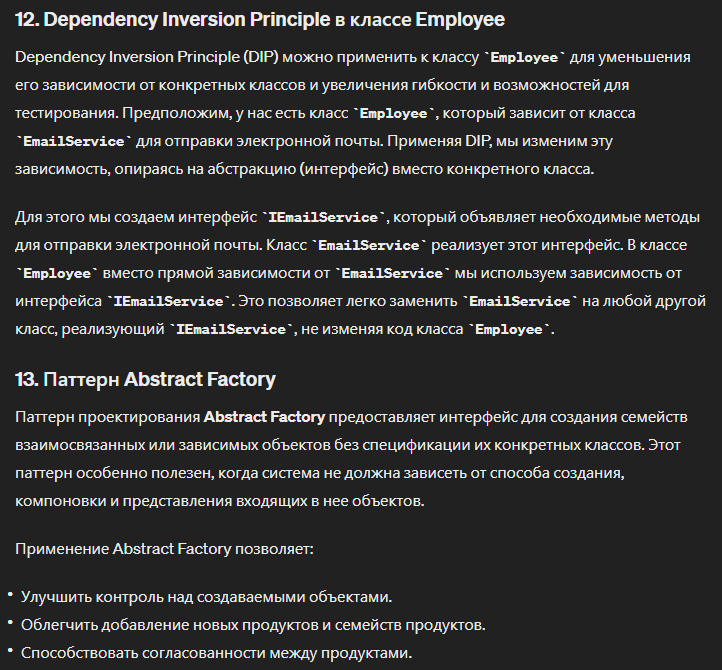 12. Dependency Inversion Principle в классе Employee
Dependency Inversion Principle (DIP) можно применить к классу `Employee` для уменьшения
его зависимости от конкретных классов и увеличения гибкости и возможностей для
тестирования. Предположим, у нас есть класс `Employee`, который зависит от класса
`EmailService` для отправки электронной почты. Применяя DIP, мы изменим эту
зависимость, опираясь на абстракцию (интерфейс) вместо конкретного класса.
Для этого мы создаем интерфейс `IEmailService`, который объявляет необходимые методы
для отправки электронной почты. Класс `EmailService` реализует этот интерфейс. В классе
`Employee` вместо прямой зависимости от `EmailService` мы используем зависимость от
интерфейса `IEmailService`. Это позволяет легко заменить `EmailService` на любой другой
класс, реализующий `IEmailService`, не изменяя код класса `Employee`.
13. Паттерн Abstract Factory
Паттерн проектирования Abstract Factory предоставляет интерфейс для создания семейств
взаимосвязанных или зависимых объектов без спецификации их конкретных классов. Этот
паттерн особенно полезен, когда система не должна зависеть от способа создания,
компоновки и представления входящих в нее объектов.
Применение Abstract Factory позволяет:
• Улучшить контроль над создаваемыми объектами.
• Облегчить добавление новых продуктов и семейств продуктов.
• Способствовать согласованности между продуктами.